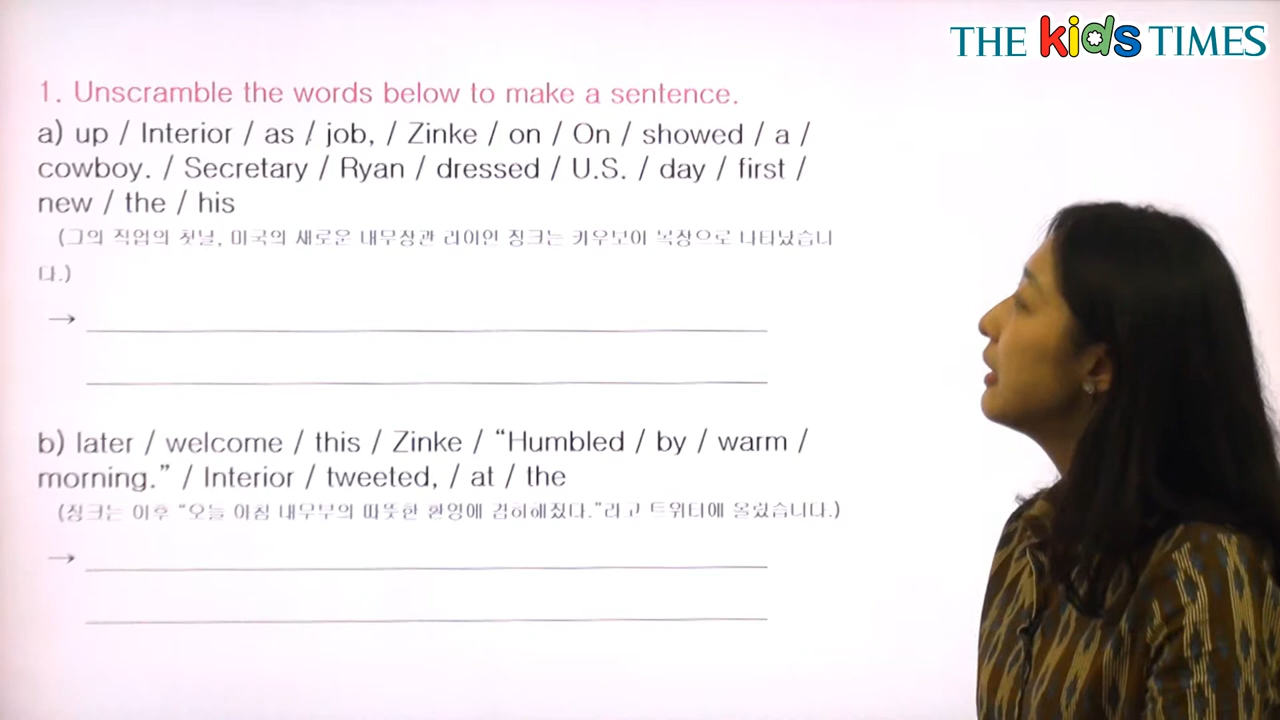 THE kids TIMES
1. Unscramble the words below to make a sentence.
a) up / Interior / as / job, / Zinke / on / On / showed / a /
cowboy. / Secretary / Ryan / dressed / U.S. / day / first /
new / the / his
(그의 직업의 첫날, 미국의 새로운 내무장관 라이언 징크는 카우보이 복장으로 나타났습니
다.)
→
b) later / welcome / this / Zinke / “Humbled / by / warm /
morning.” / Interior / tweeted, / at / the
(징크는 이후 “오늘 아침 내무부의 따뜻한 환영에 겸허해졌다.”라고 트위터에 올렸습니다.)
→